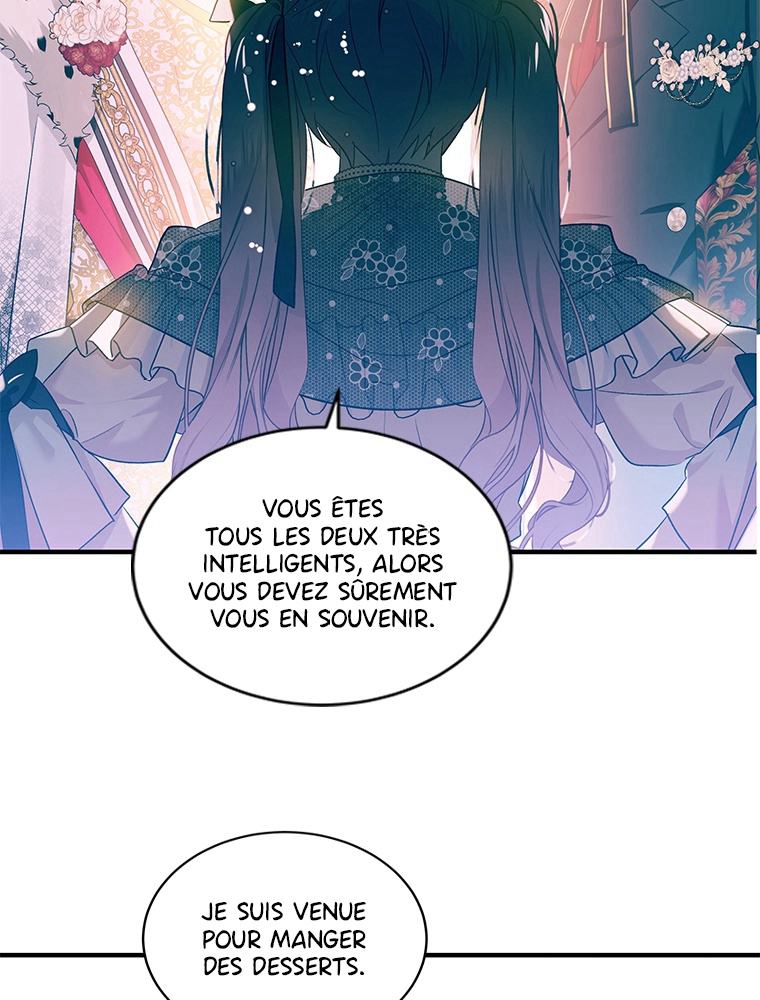 VOUS ÊTES
TOUS LES DEUX TRÈS
INTELLIGENTS, ALORS
VOUS DEVEZ SÛREMENT
VOUS EN SOUVENIR.
JE SUIS VENUE
POUR MANGER
DES DESSERTS.